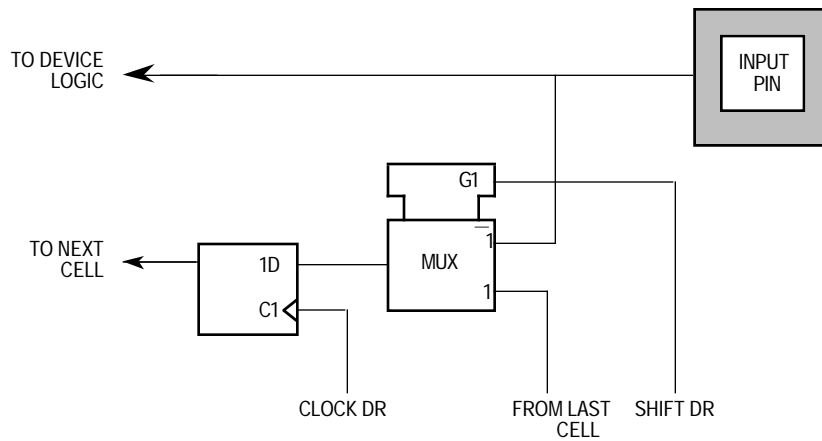 TO DEVICE
LOGIC
INPUT
PIN
G1
TO NEXT
CELL
1D
MUX
1̅
1
C1
CLOCK DR
FROM LAST
CELL
SHIFT DR